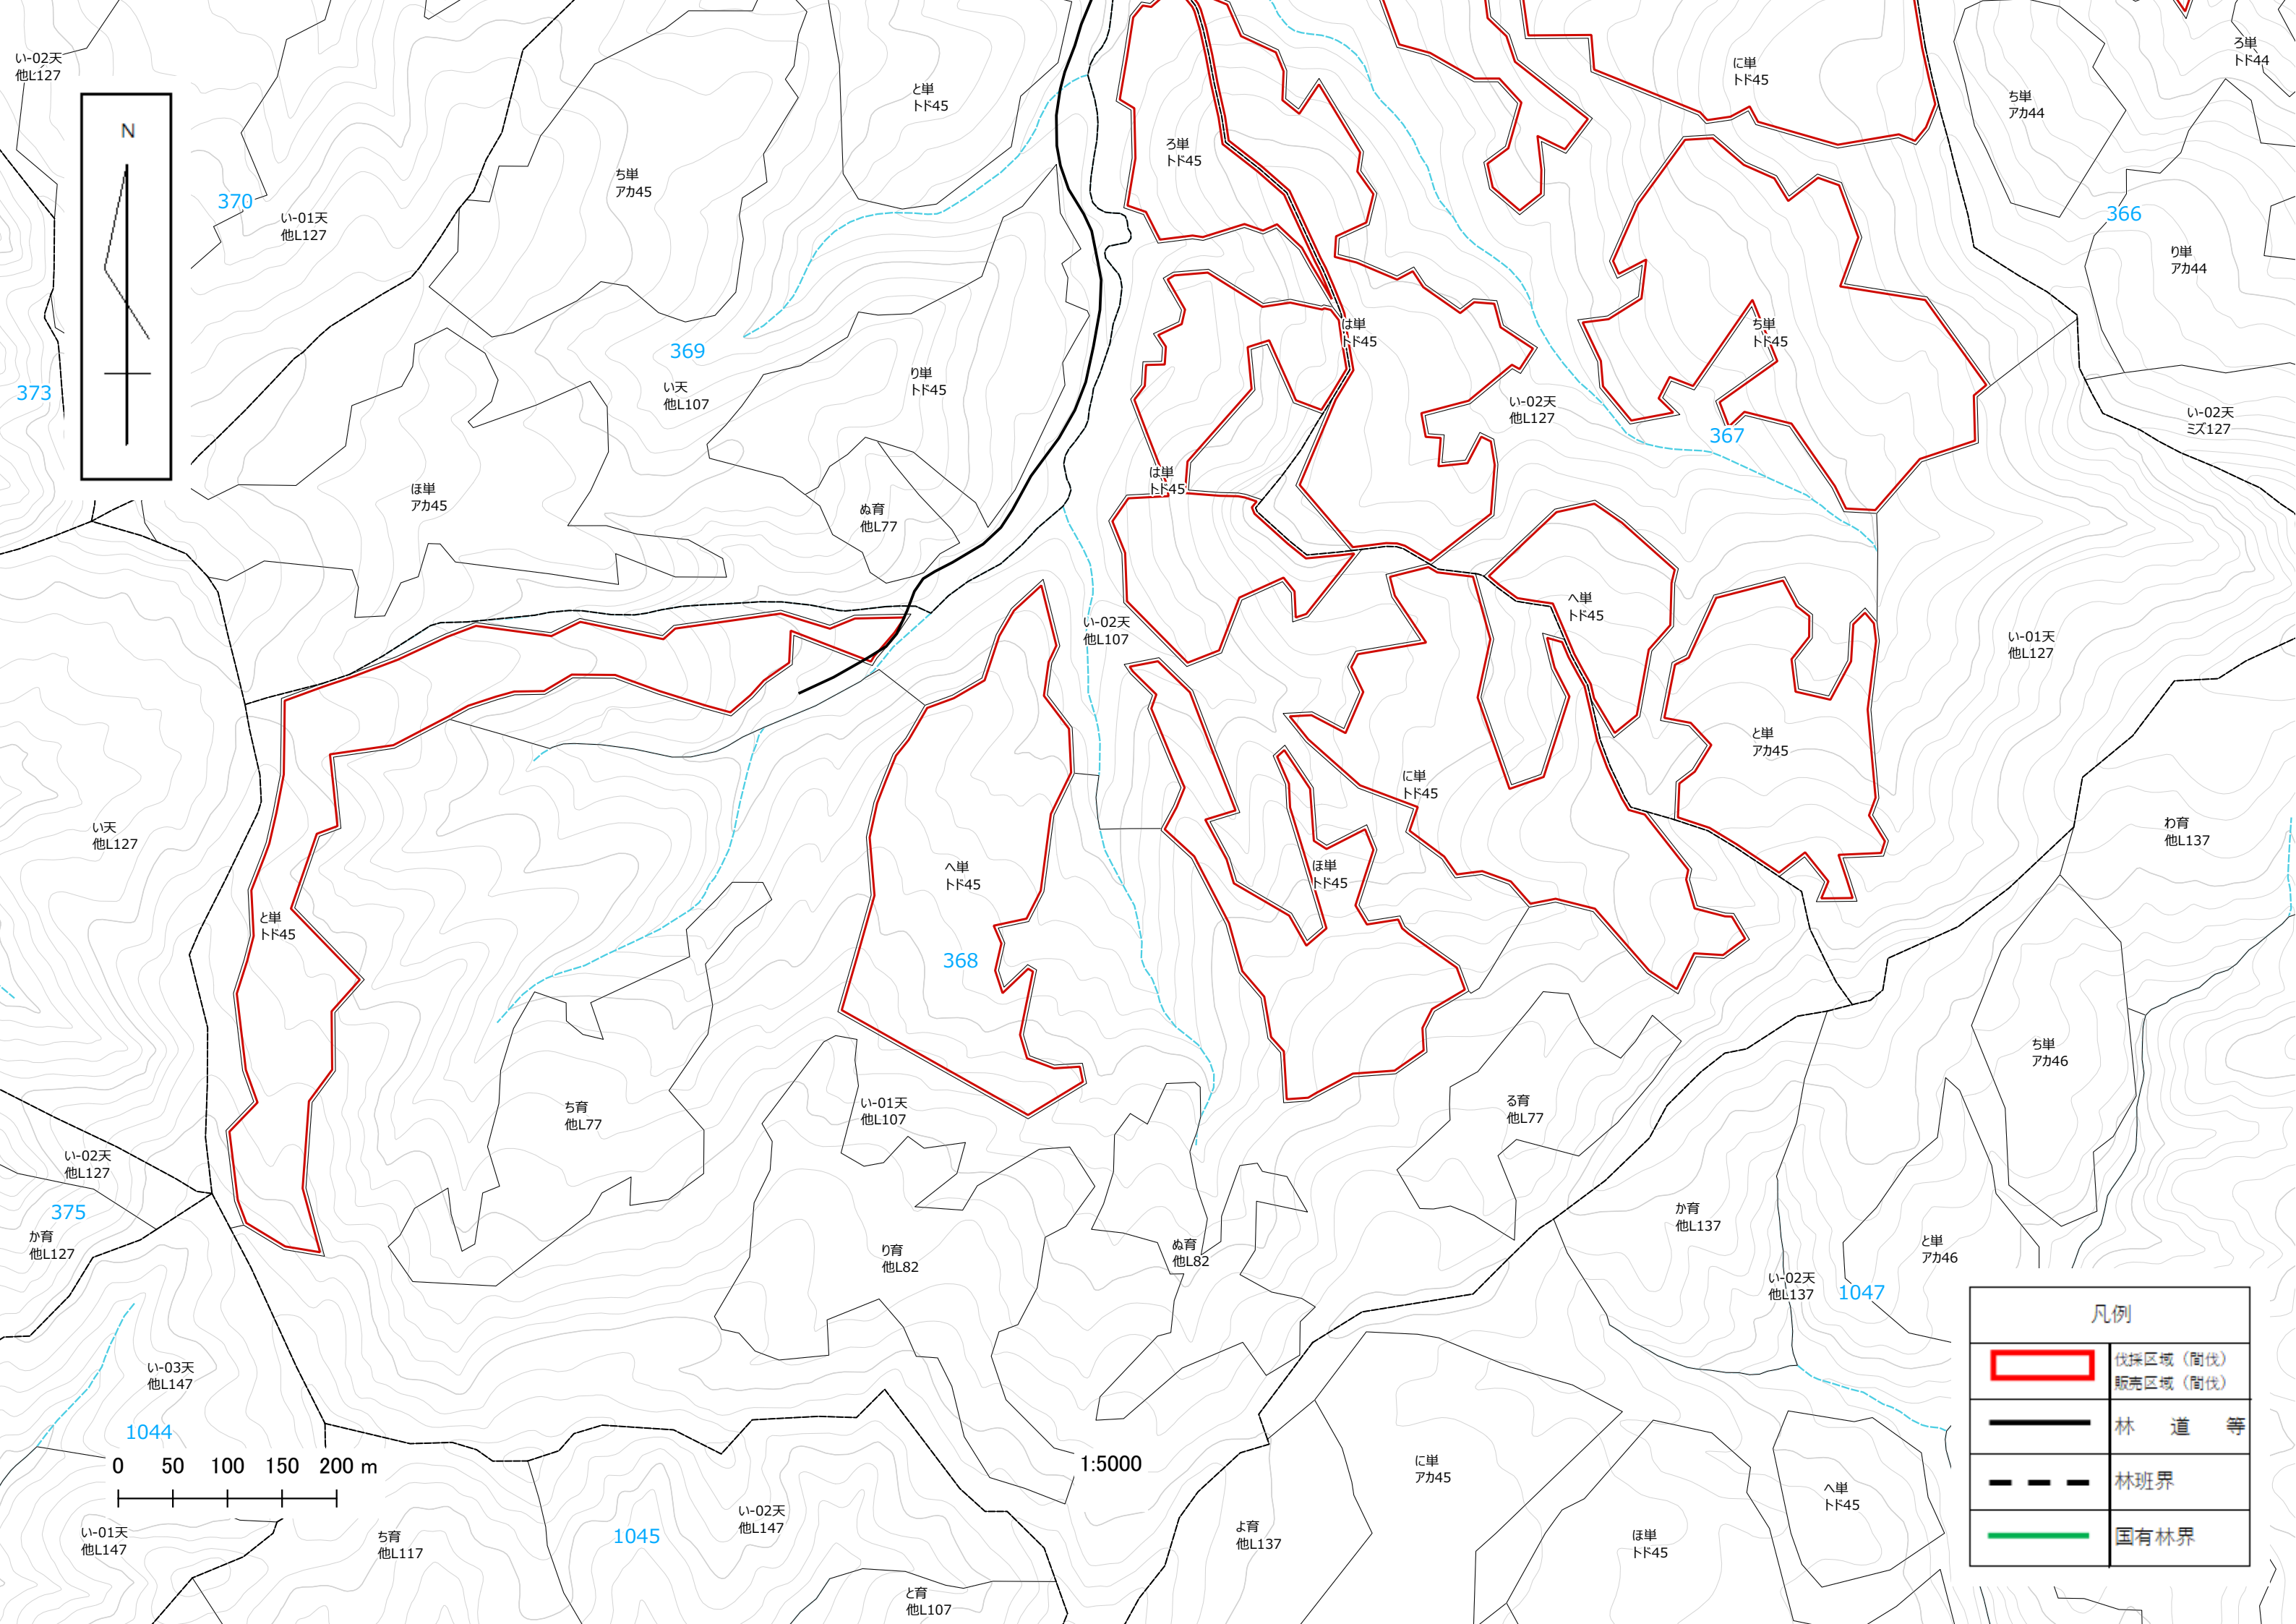 い-02天
他L127
N
370
い-01天
他L127
373
ち単
アカ45
と単
トド45
369
い天
他L107
り単
トド45
ほ単
アカ45
ぬ育
他L77
ろ単
トド45
は単
トド45
は単
トド45
に単
トド45
ち単
トド45
い-02天
他L127
367
ち単
アカ44
ろ単
トド44
366
り単
アカ44
い-02天
ミズ127
い-02天
他L107
へ単
トド45
い-01天
他L127
と単
アカ45
に単
トド45
ほ単
トド45
わ育
他L137
い天
他L127
と単
トド45
へ単
トド45
368
ち育
他L77
い-01天
他L107
る育
他L77
ち単
アカ46
い-02天
他L127
375
か育
他L127
り育
他L82
ぬ育
他L82
か育
他L137
と単
アカ46
い-02天
他L137
1047
い-03天
他L147
1044
0 50 100 150 200 m
1:5000
い-01天
他L147
ち育
他L117
1045
い-02天
他L147
と育
他L107
よ育
他L137
に単
アカ45
ほ単
トド45
へ単
トド45
凡例
伐採区域（間伐）
販売区域（間伐）
林 道 等
林班界
国有林界